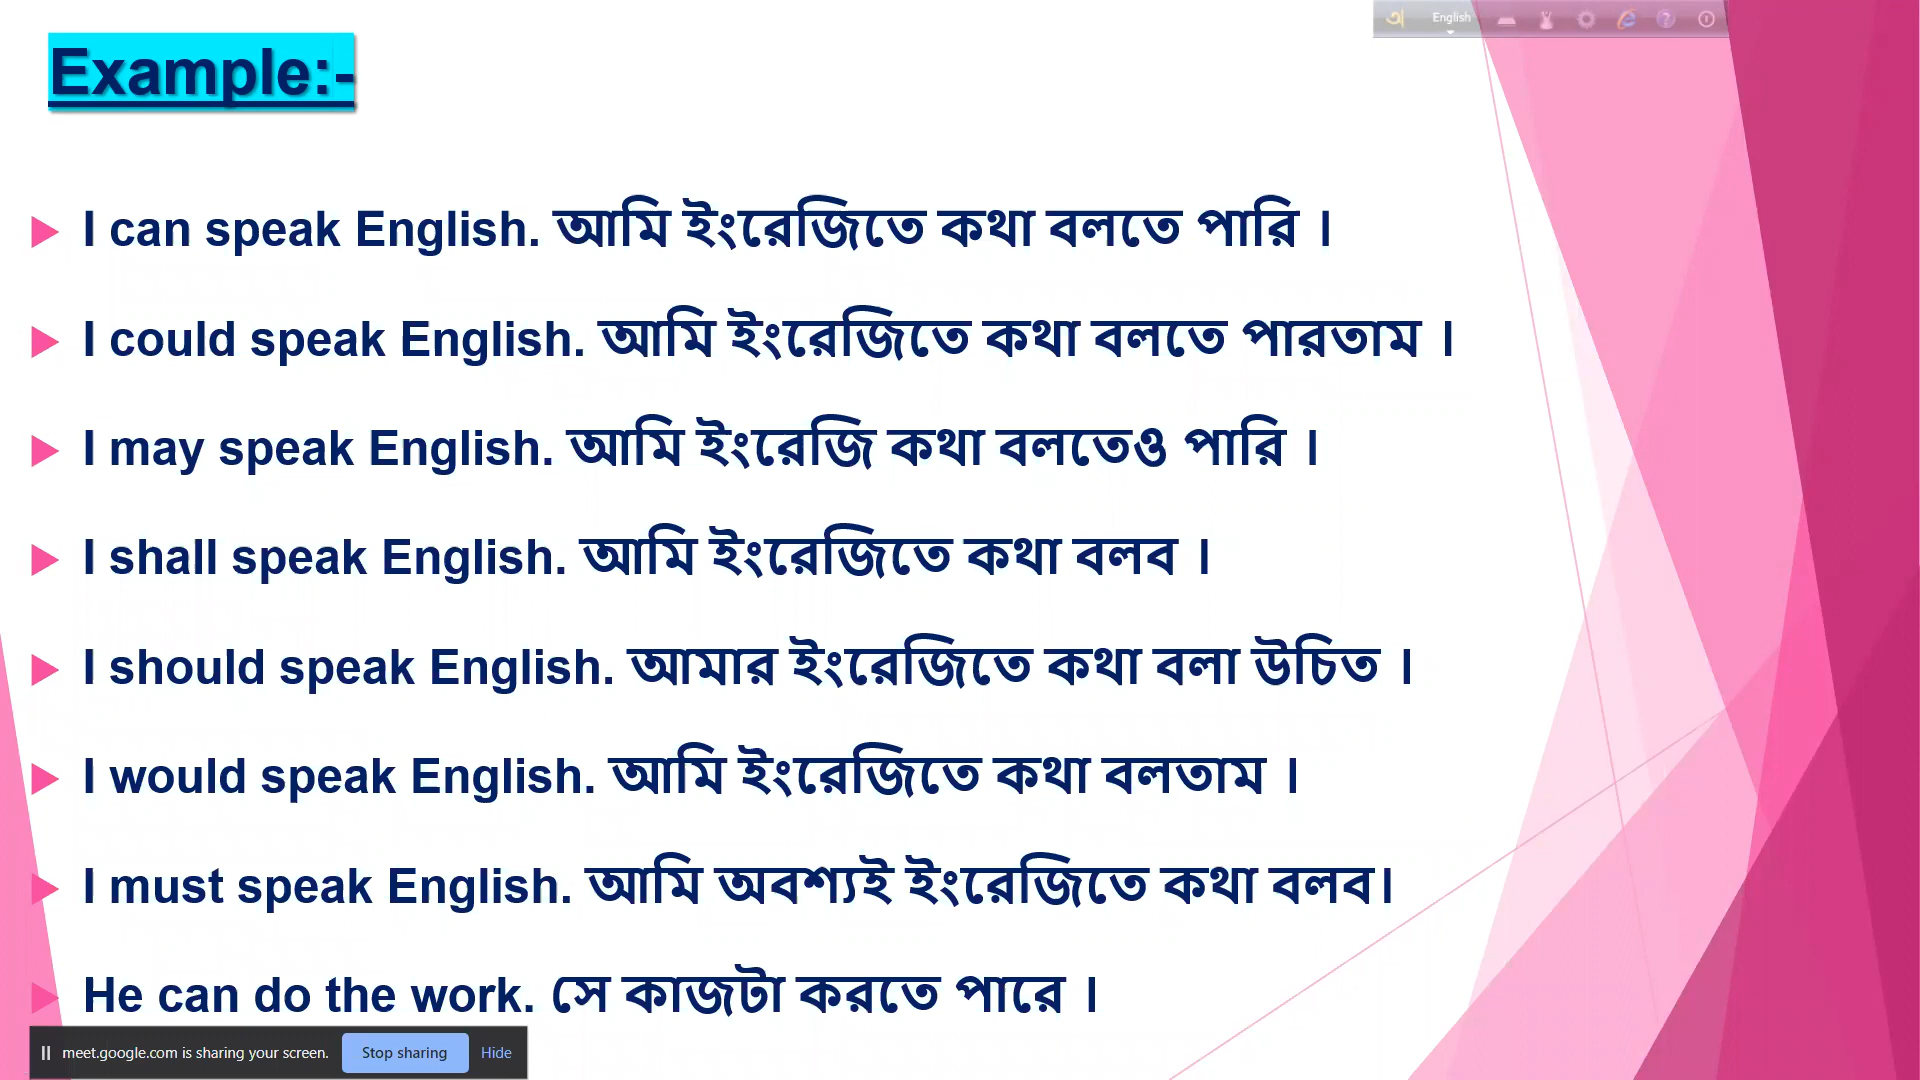 English
Example:-
I can speak English. আমি ইংরেজিতে কথা বলতে পারি ।
I could speak English. আমি ইংরেজিতে কথা বলতে পারতাম ।
I may speak English. আমি ইংরেজি কথা বলতেও পারি ।
I shall speak English. আমি ইংরেজিতে কথা বলব ।
I should speak English. আমার ইংরেজিতে কথা বলা উচিত ।
I would speak English. আমি ইংরেজিতে কথা বলতাম ।
I must speak English. আমি অবশ্যই ইংরেজিতে কথা বলব।
He can do the work. সে কাজটা করতে পারে ।
meet.google.com is sharing your screen. Stop sharing Hide